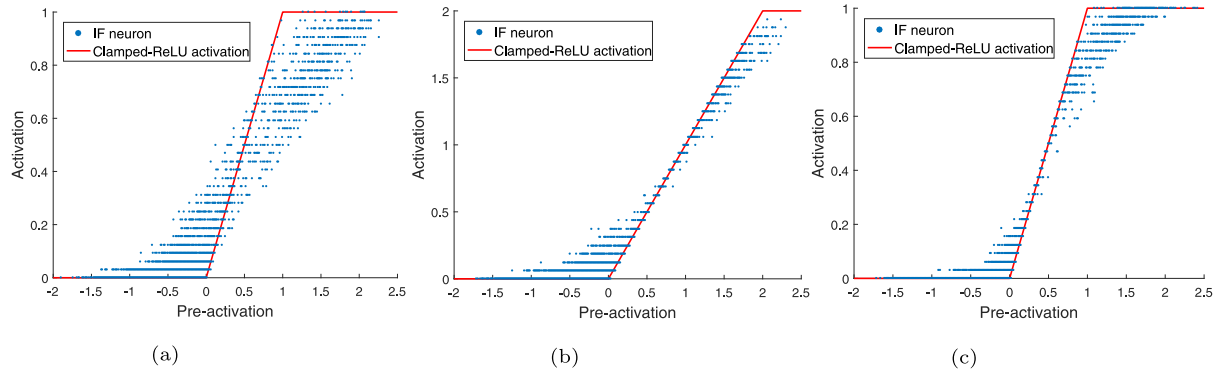 IF neuron
Clamped-ReLU activation
Activation
1
0.8
0.6
0.4
0.2
0
-2 -1.5 -1 -0.5 0 0.5 1 1.5 2 2.5
Pre-activation
(a)
IF neuron
Clamped-ReLU activation
Activation
2
1.5
1
0.5
0
-2 -1.5 -1 -0.5 0 0.5 1 1.5 2 2.5
Pre-activation
(b)
IF neuron
Clamped-ReLU activation
Activation
1
0.8
0.6
0.4
0.2
0
-2 -1.5 -1 -0.5 0 0.5 1 1.5 2 2.5
Pre-activation
(c)